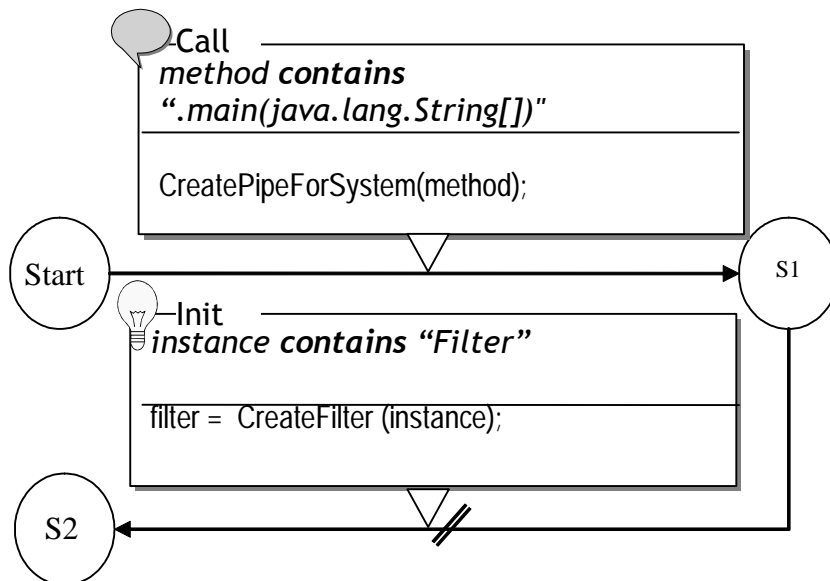 Call
method contains
“.main(java.lang.String[])"
CreatePipeForSystem(method);
Start
S1
Init
instance contains “Filter”
filter = CreateFilter (instance);
S2